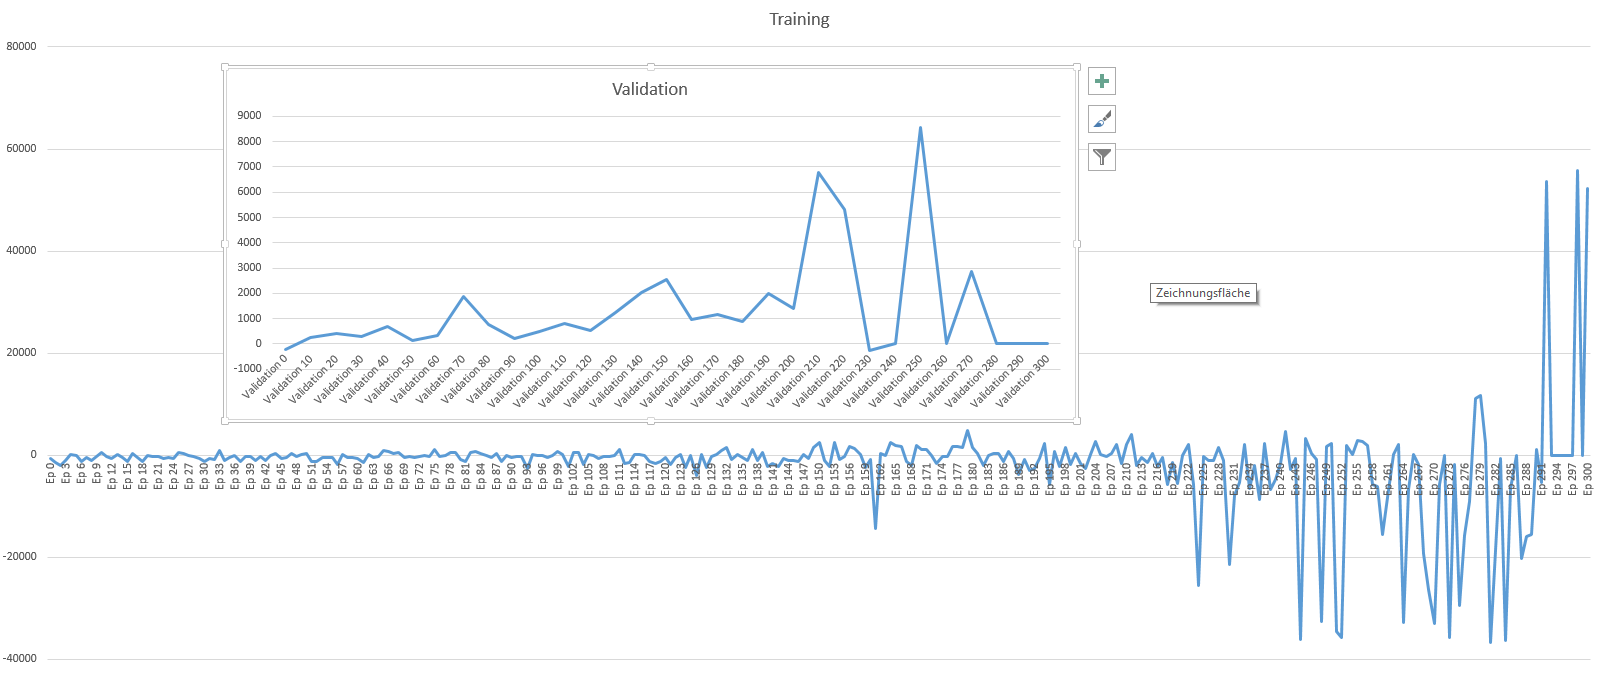 Training
80000
60000
40000
20000
0
-20000
-40000
Validation
9000
8000
7000
6000
5000
4000
3000
2000
1000
0
-1000
Validation 0
Validation 10
Validation 20
Validation 30
Validation 40
Validation 50
Validation 60
Validation 70
Validation 80
Validation 90
Validation 100
Validation 110
Validation 120
Validation 130
Validation 140
Validation 150
Validation 160
Validation 170
Validation 180
Validation 190
Validation 200
Validation 210
Validation 220
Validation 230
Validation 240
Validation 250
Validation 260
Validation 270
Validation 280
Validation 290
Validation 300
Zeichnungsfläche
Ep 0
Ep 3
Ep 6
Ep 9
Ep 12
Ep 15
Ep 18
Ep 21
Ep 24
Ep 27
Ep 30
Ep 33
Ep 36
Ep 39
Ep 42
Ep 45
Ep 48
Ep 51
Ep 54
Ep 57
Ep 60
Ep 63
Ep 66
Ep 69
Ep 72
Ep 75
Ep 78
Ep 81
Ep 84
Ep 87
Ep 90
Ep 93
Ep 96
Ep 99
Ep 102
Ep 105
Ep 108
Ep 111
Ep 114
Ep 117
Ep 120
Ep 123
Ep 129
Ep 132
Ep 135
Ep 138
Ep 141
Ep 144
Ep 147
Ep 150
Ep 153
Ep 156
Ep 162
Ep 165
Ep 168
Ep 171
Ep 174
Ep 177
Ep 180
Ep 183
Ep 186
Ep 189
Ep 192
Ep 195
Ep 198
Ep 201
Ep 204
Ep 207
Ep 210
Ep 213
Ep 216
Ep 222
Ep 225
Ep 228
Ep 231
Ep 237
Ep 240
Ep 243
Ep 246
Ep 249
Ep 252
Ep 255
Ep 258
Ep 261
Ep 264
Ep 267
Ep 270
Ep 273
Ep 276
Ep 279
Ep 282
Ep 285
Ep 288
Ep 291
Ep 294
Ep 297
Ep 300